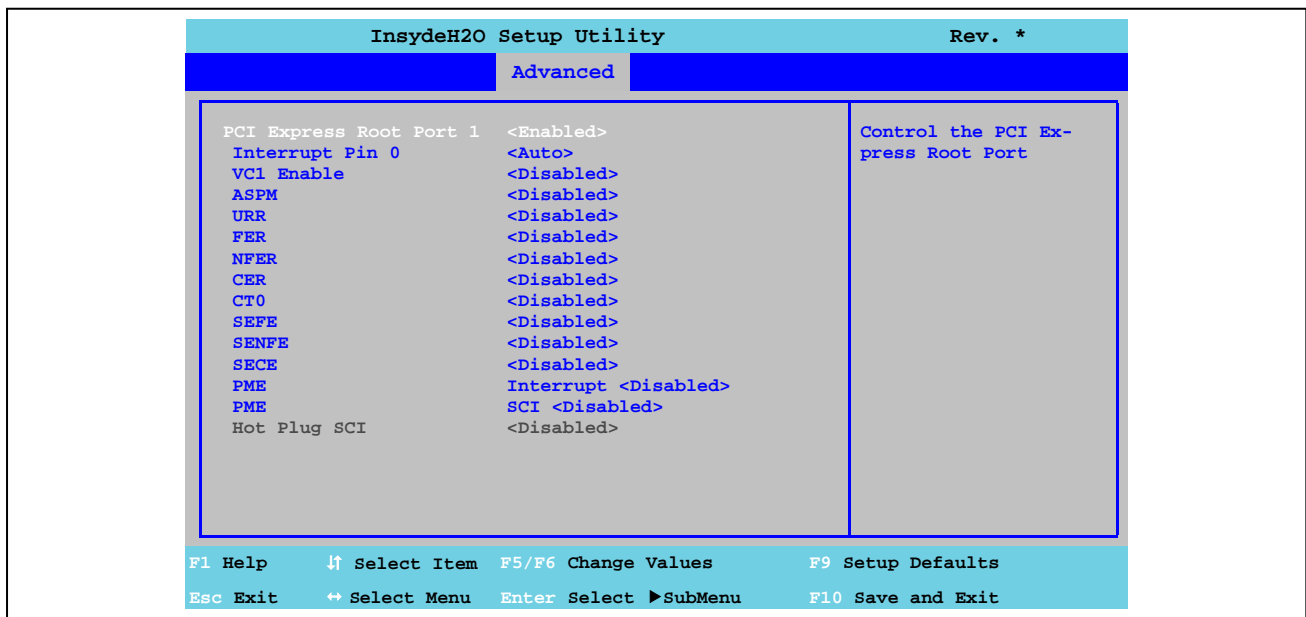 InsydeH2O Setup Utility Rev. *
Advanced
PCI Express Root Port 1 <Enabled>
Interrupt Pin 0 <Auto>
VC1 Enable <Disabled>
ASPM <Disabled>
URR <Disabled>
FER <Disabled>
NFER <Disabled>
CER <Disabled>
CT0 <Disabled>
SEFE <Disabled>
SENFE <Disabled>
SECE <Disabled>
PME Interrupt <Disabled>
PME SCI <Disabled>
Hot Plug SCI <Disabled>
Control the PCI Ex-
press Root Port
F1 Help ↓↑ Select Item F5/F6 Change Values F9 Setup Defaults
Esc Exit ↔ Select Menu Enter Select ▶SubMenu F10 Save and Exit